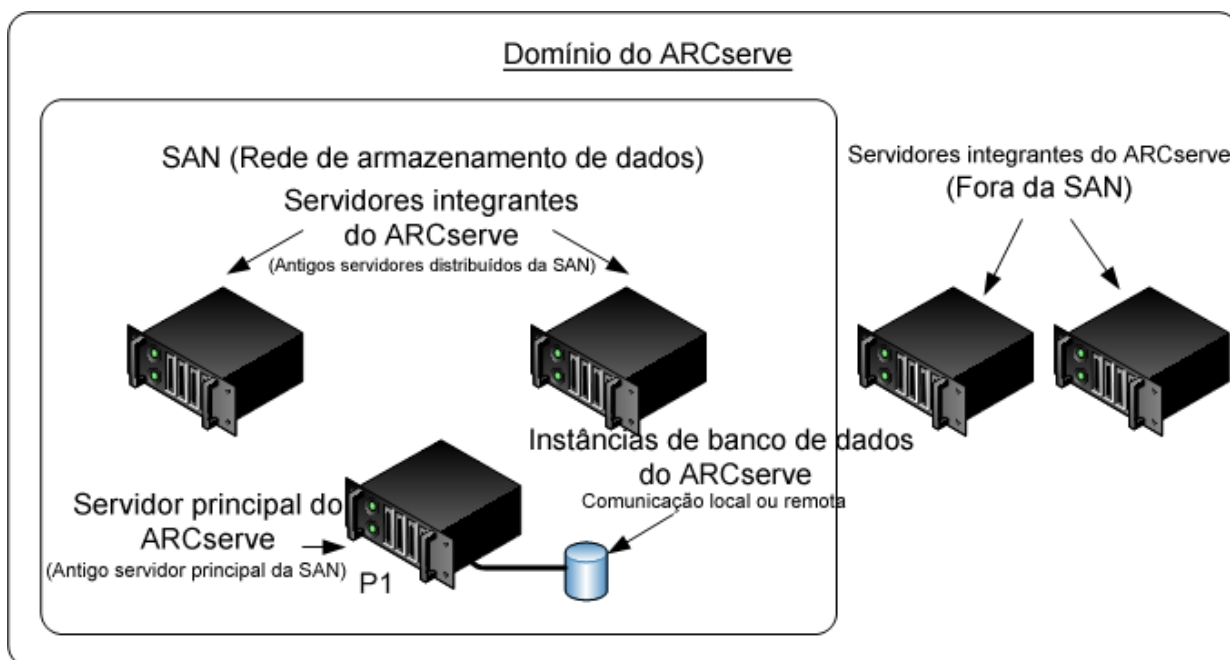 Domínio do ARCserve
SAN (Rede de armazenamento de dados)
Servidores integrantes
do ARCserve
(Antigos servidores distribuídos da SAN)
Servidores integrantes do ARCserve
(Fora da SAN)
Instâncias de banco de dados
do ARCserve
Comunicação local ou remota
Servidor principal do
ARCserve
(Antigo servidor principal da SAN)
P1